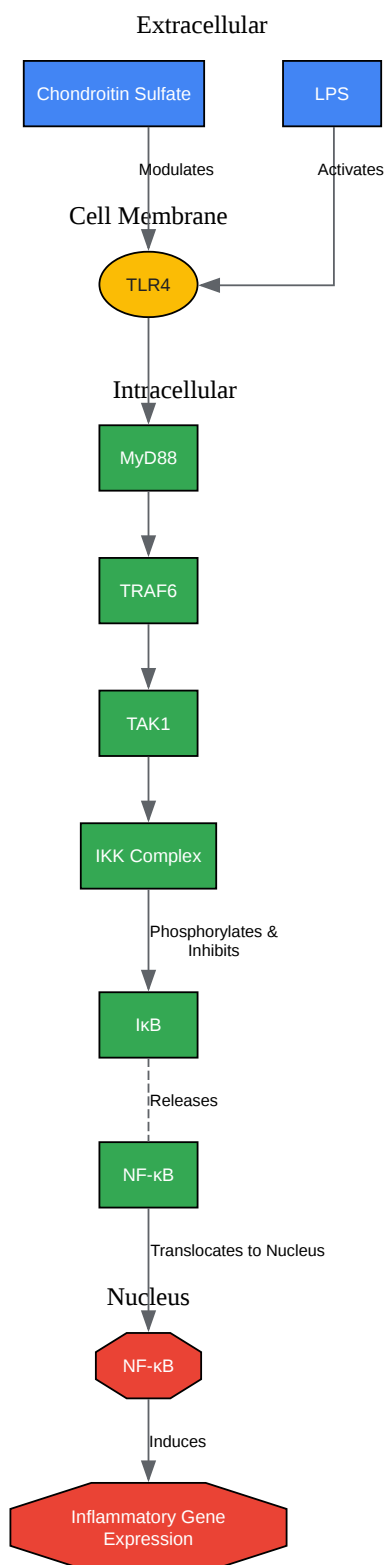 Extracellular
Chondroitin Sulfate
LPS
Modulates
Activates
Cell Membrane
TLR4
Intracellular
MyD88
TRAF6
TAK1
IKK Complex
Phosphorylates &
Inhibits
IκB
Releases
NF-κB
Translocates to Nucleus
Nucleus
NF-κB
Induces
Inflammatory Gene
Expression